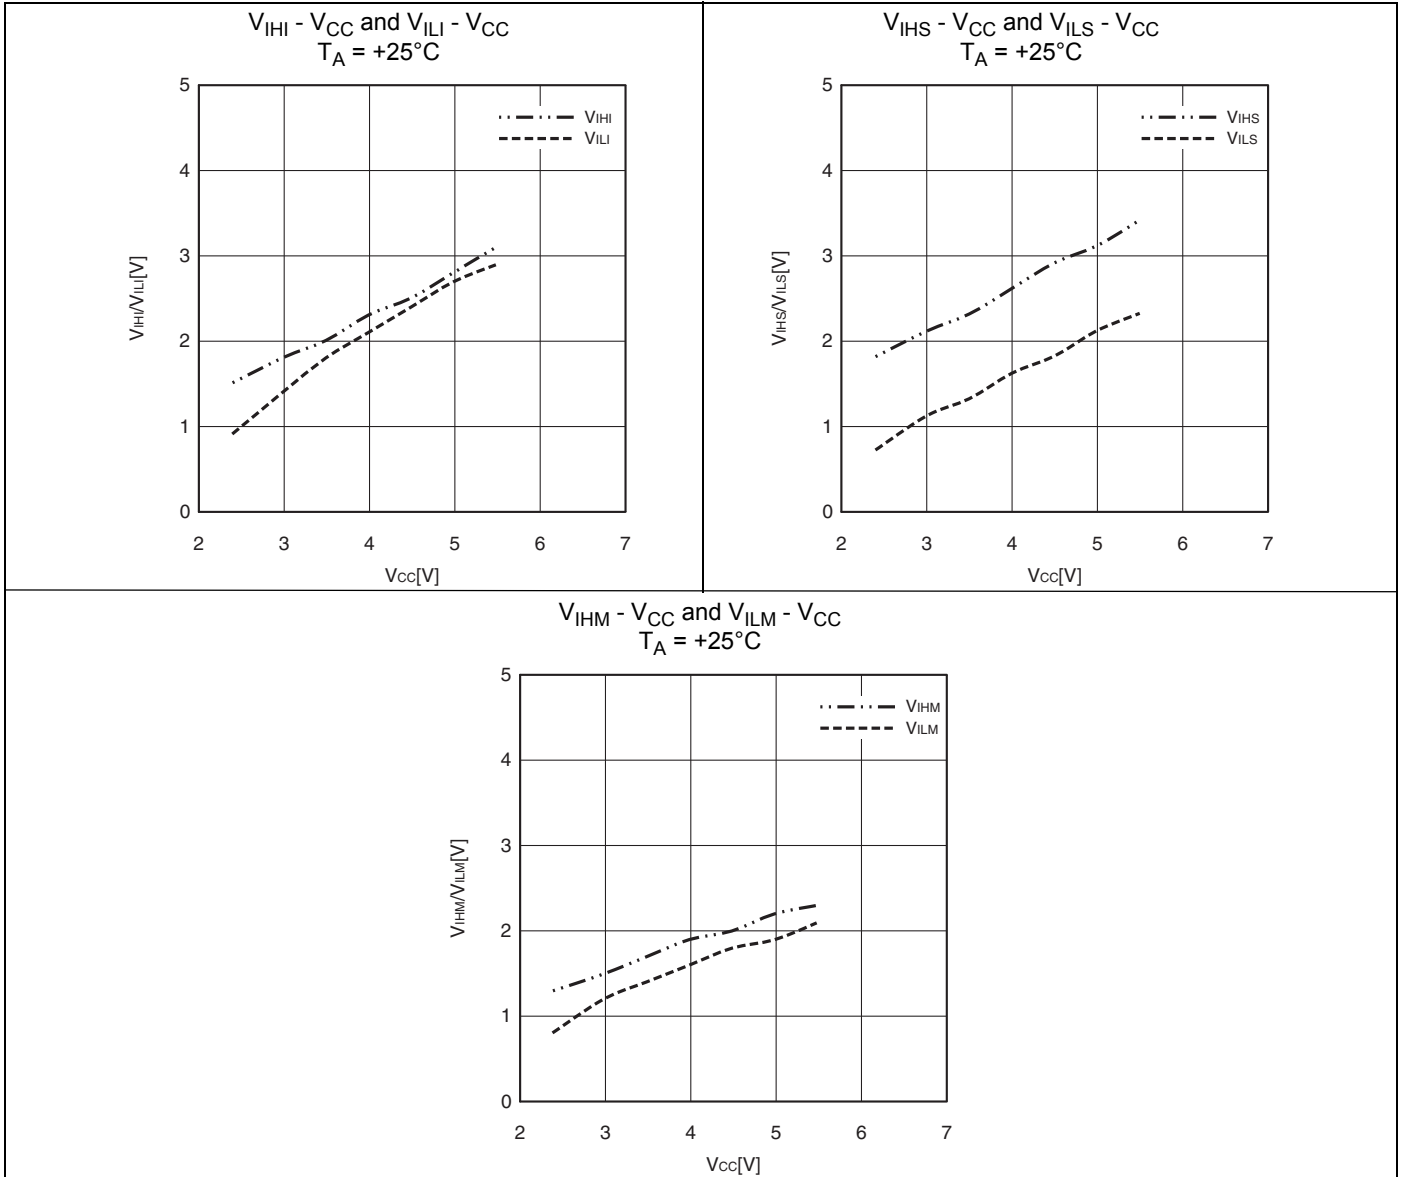 VIHI - VCC and VILI - VCC
TA = +25°C
5
4
3
2
1
0
VIHI/VILI[V]
VIHI
VILI
2 3 4 5 6 7
VCC[V]
VIHS - VCC and VILS - VCC
TA = +25°C
5
4
3
2
1
0
VIHS/VILS[V]
VIHS
VILS
2 3 4 5 6 7
VCC[V]
VIHM - VCC and VILM - VCC
TA = +25°C
5
4
3
2
1
0
VIHM/VILM[V]
VIHM
VILM
2 3 4 5 6 7
VCC[V]